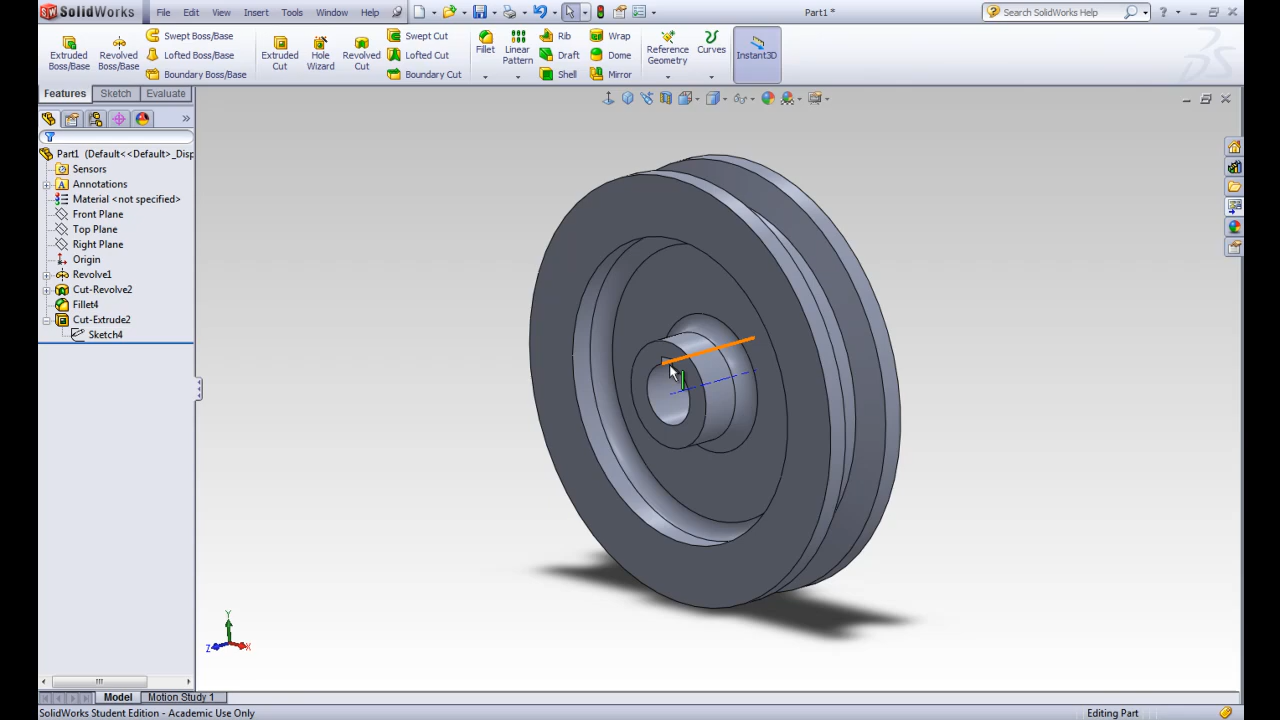 SolidWorks File Edit View Insert Tools Window Help Part1 * Search SolidWorks Help
Extruded Boss/Base
Revolved Boss/Base
Swept Boss/Base
Lofted Boss/Base
Boundary Boss/Base
Extruded Cut
Hole Wizard
Revolved Cut
Swept Cut
Lofted Cut
Boundary Cut
Fillet
Linear Pattern
Rib
Draft
Shell
Wrap
Dome
Mirror
Reference Geometry
Curves
Instant3D
Features Sketch Evaluate
Part1 (Default<<Default>_Disp
Sensors
Annotations
Material <not specified>
Front Plane
Top Plane
Right Plane
Origin
Revolve1
Cut-Revolve2
Fillet4
Cut-Extrude2
Sketch4
Y
Z X
Model Motion Study 1
SolidWorks Student Edition - Academic Use Only Editing Part